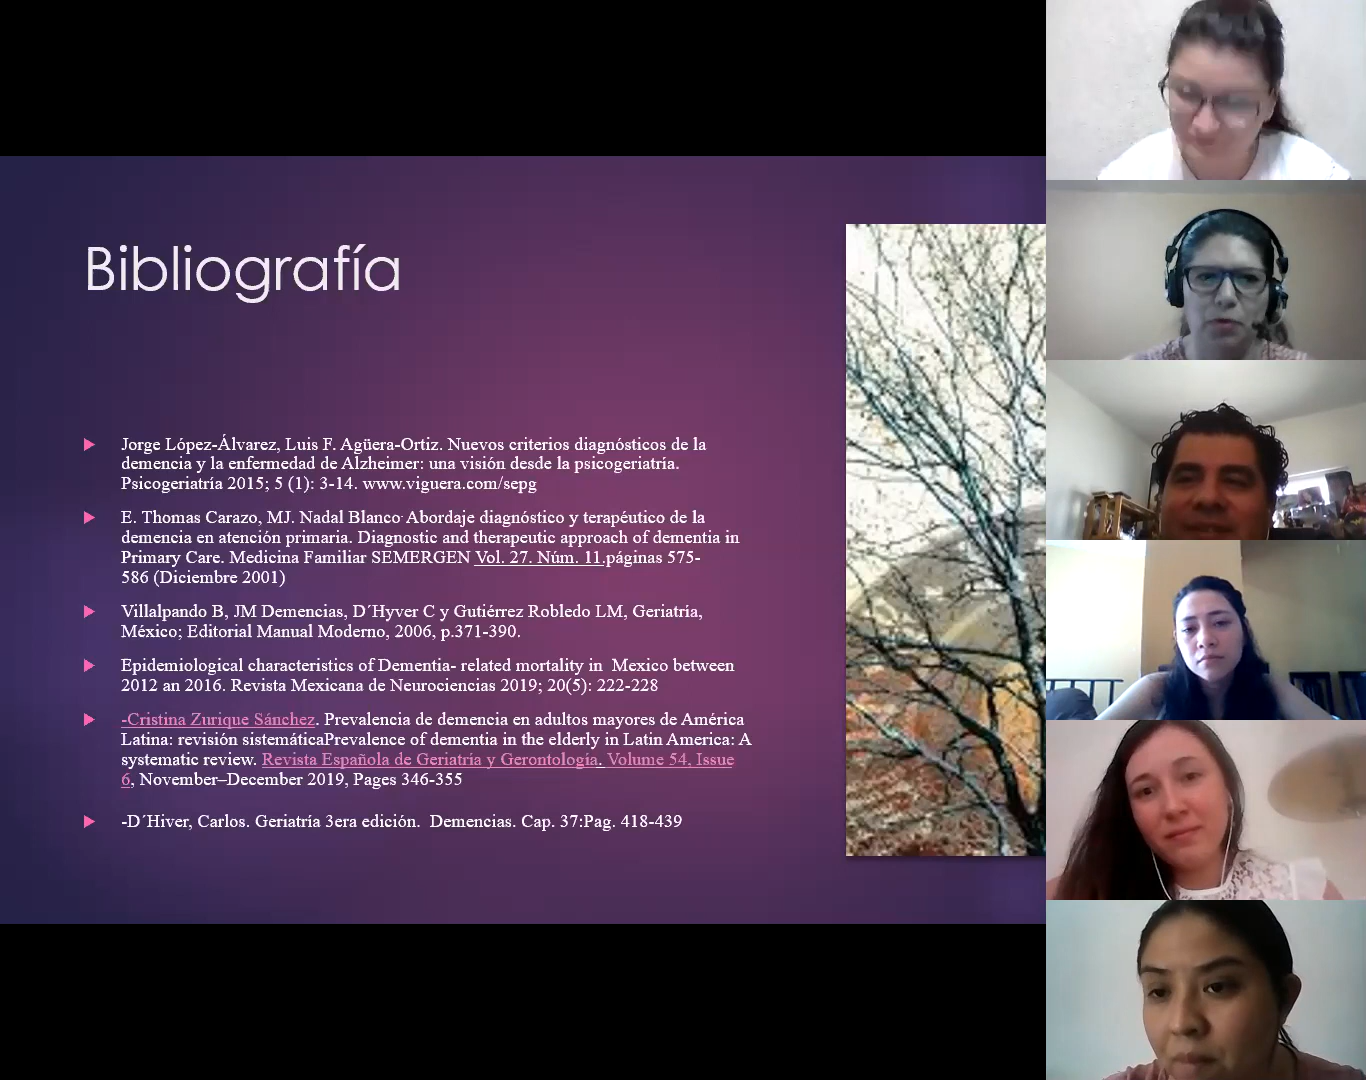 Bibliografía
Jorge López-Álvarez, Luis F. Agüera-Ortiz. Nuevos criterios diagnósticos de la
demencia y la enfermedad de Alzheimer: una visión desde la psicogeriatría.
Psicogeriatría 2015; 5 (1): 3-14. www.viguera.com/sepg
E. Thomas Carazo, MJ. Nadal Blanco· Abordaje diagnóstico y terapéutico de la
demencia en atención primaria. Diagnostic and therapeutic approach of dementia in
Primary Care. Medicina Familiar SEMERGEN Vol. 27. Núm. 11.páginas 575-
586 (Diciembre 2001)
Villalpando B, JM Demencias, D´Hyver C y Gutiérrez Robledo LM, Geriatría,
México; Editorial Manual Moderno, 2006, p.371-390.
Epidemiological characteristics of Dementia- related mortality in Mexico between
2012 an 2016. Revista Mexicana de Neurociencias 2019; 20(5): 222-228
-Cristina Zurique Sánchez. Prevalencia de demencia en adultos mayores de América
Latina: revisión sistemáticaPrevalence of dementia in the elderly in Latin America: A
systematic review. Revista Española de Geriatría y Gerontología. Volume 54, Issue
6, November–December 2019, Pages 346-355
-D´Hiver, Carlos. Geriatría 3era edición. Demencias. Cap. 37:Pag. 418-439